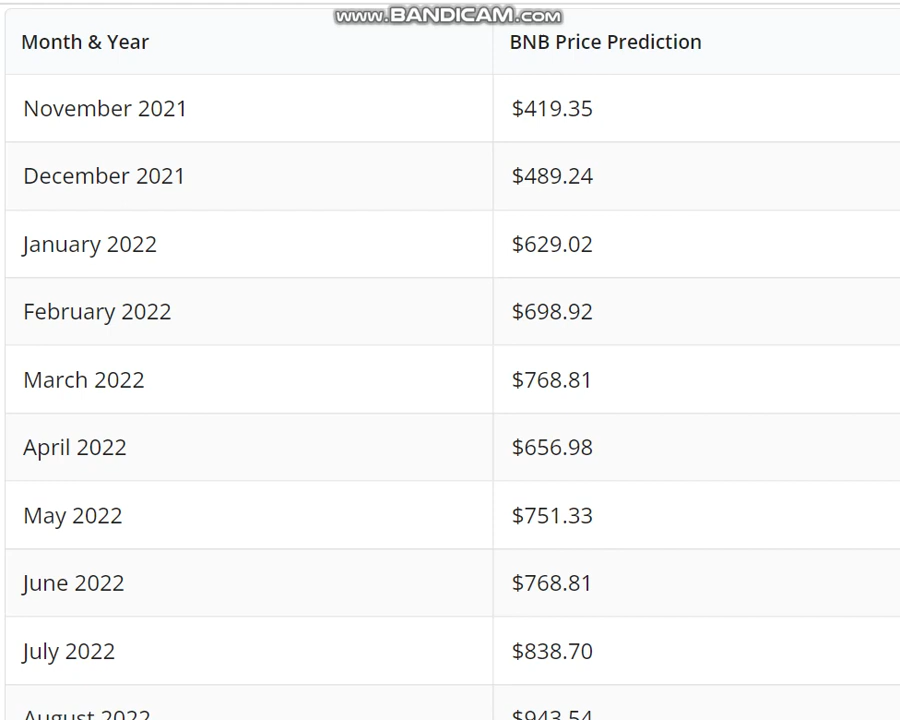 www.BANDICAM.com
Month & Year BNB Price Prediction
November 2021 $419.35
December 2021 $489.24
January 2022 $629.02
February 2022 $698.92
March 2022 $768.81
April 2022 $656.98
May 2022 $751.33
June 2022 $768.81
July 2022 $838.70
August 2022 $943.54